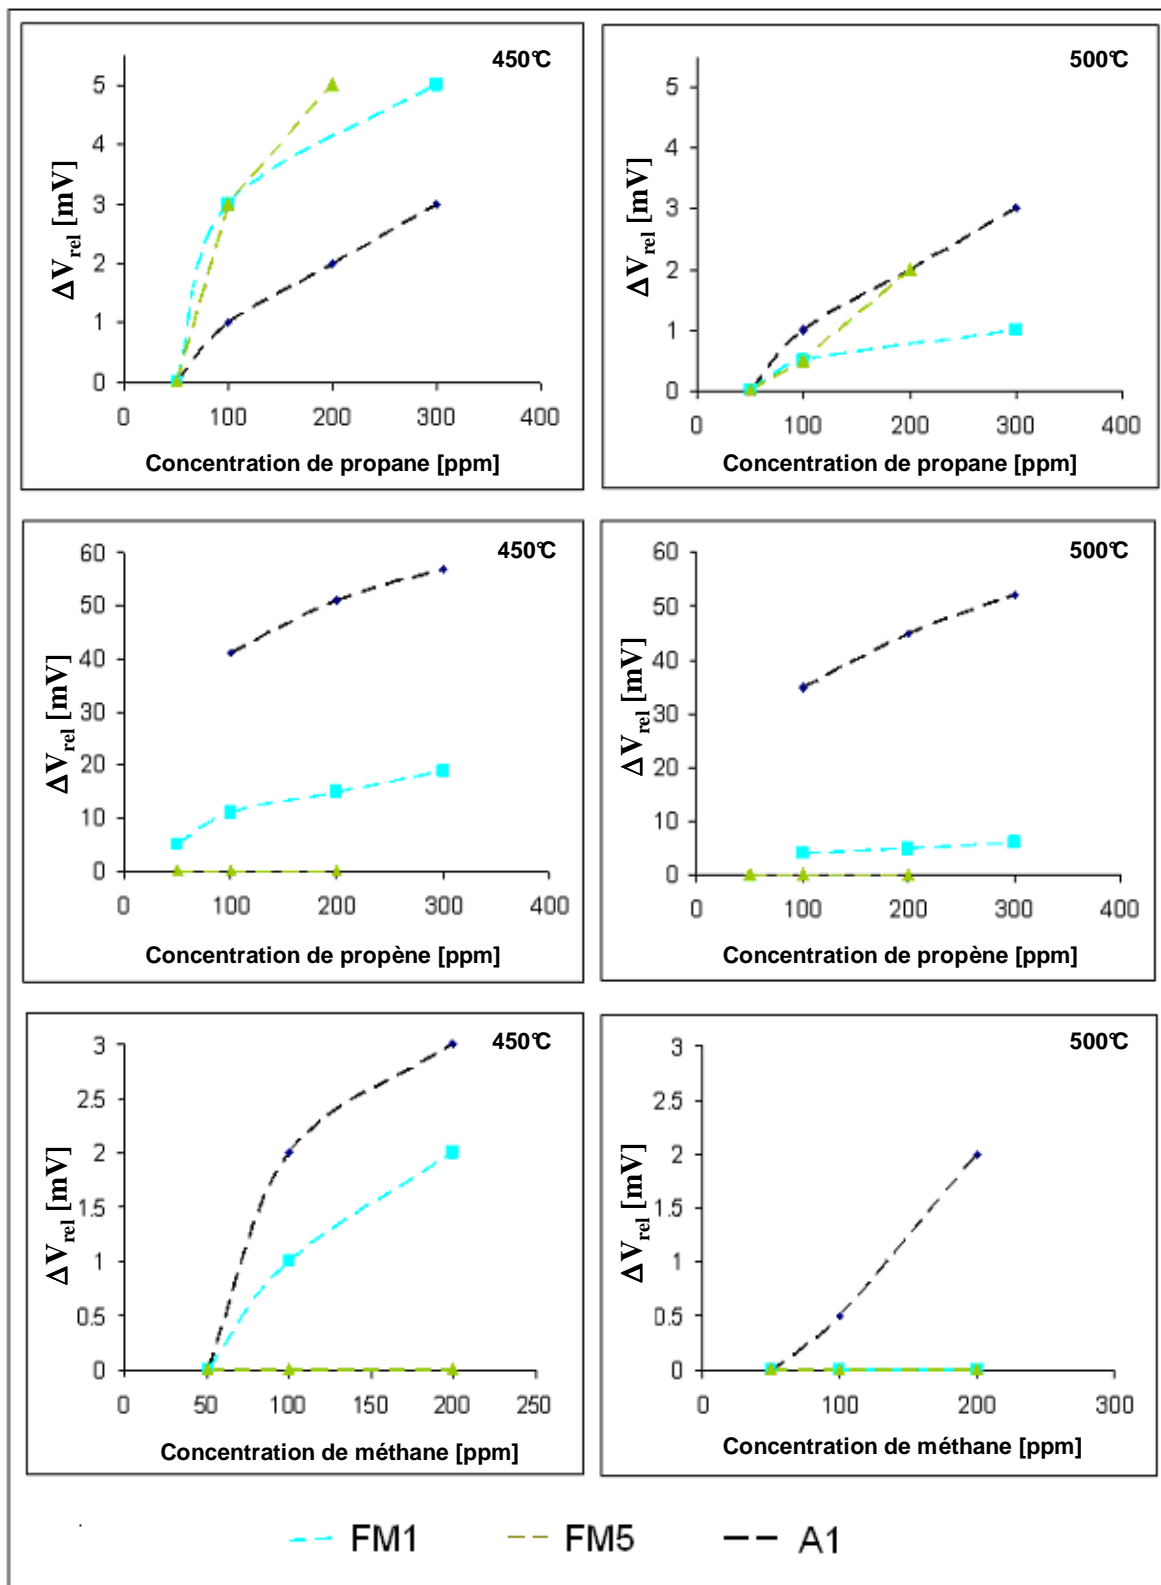 450°C
5
4
3
2
1
0
0 100 200 300 400
ΔVrel [mV]
Concentration de propane [ppm]
500°C
5
4
3
2
1
0
0 100 200 300 400
ΔVrel [mV]
Concentration de propane [ppm]
450°C
60
50
40
30
20
10
0
0 100 200 300 400
ΔVrel [mV]
Concentration de propène [ppm]
500°C
60
50
40
30
20
10
0
0 100 200 300 400
ΔVrel [mV]
Concentration de propène [ppm]
450°C
3
2.5
2
1.5
1
0.5
0
0 50 100 150 200 250
ΔVrel [mV]
Concentration de méthane [ppm]
500°C
3
2.5
2
1.5
1
0.5
0
0 100 200 300
ΔVrel [mV]
Concentration de méthane [ppm]
FM1 FM5 A1